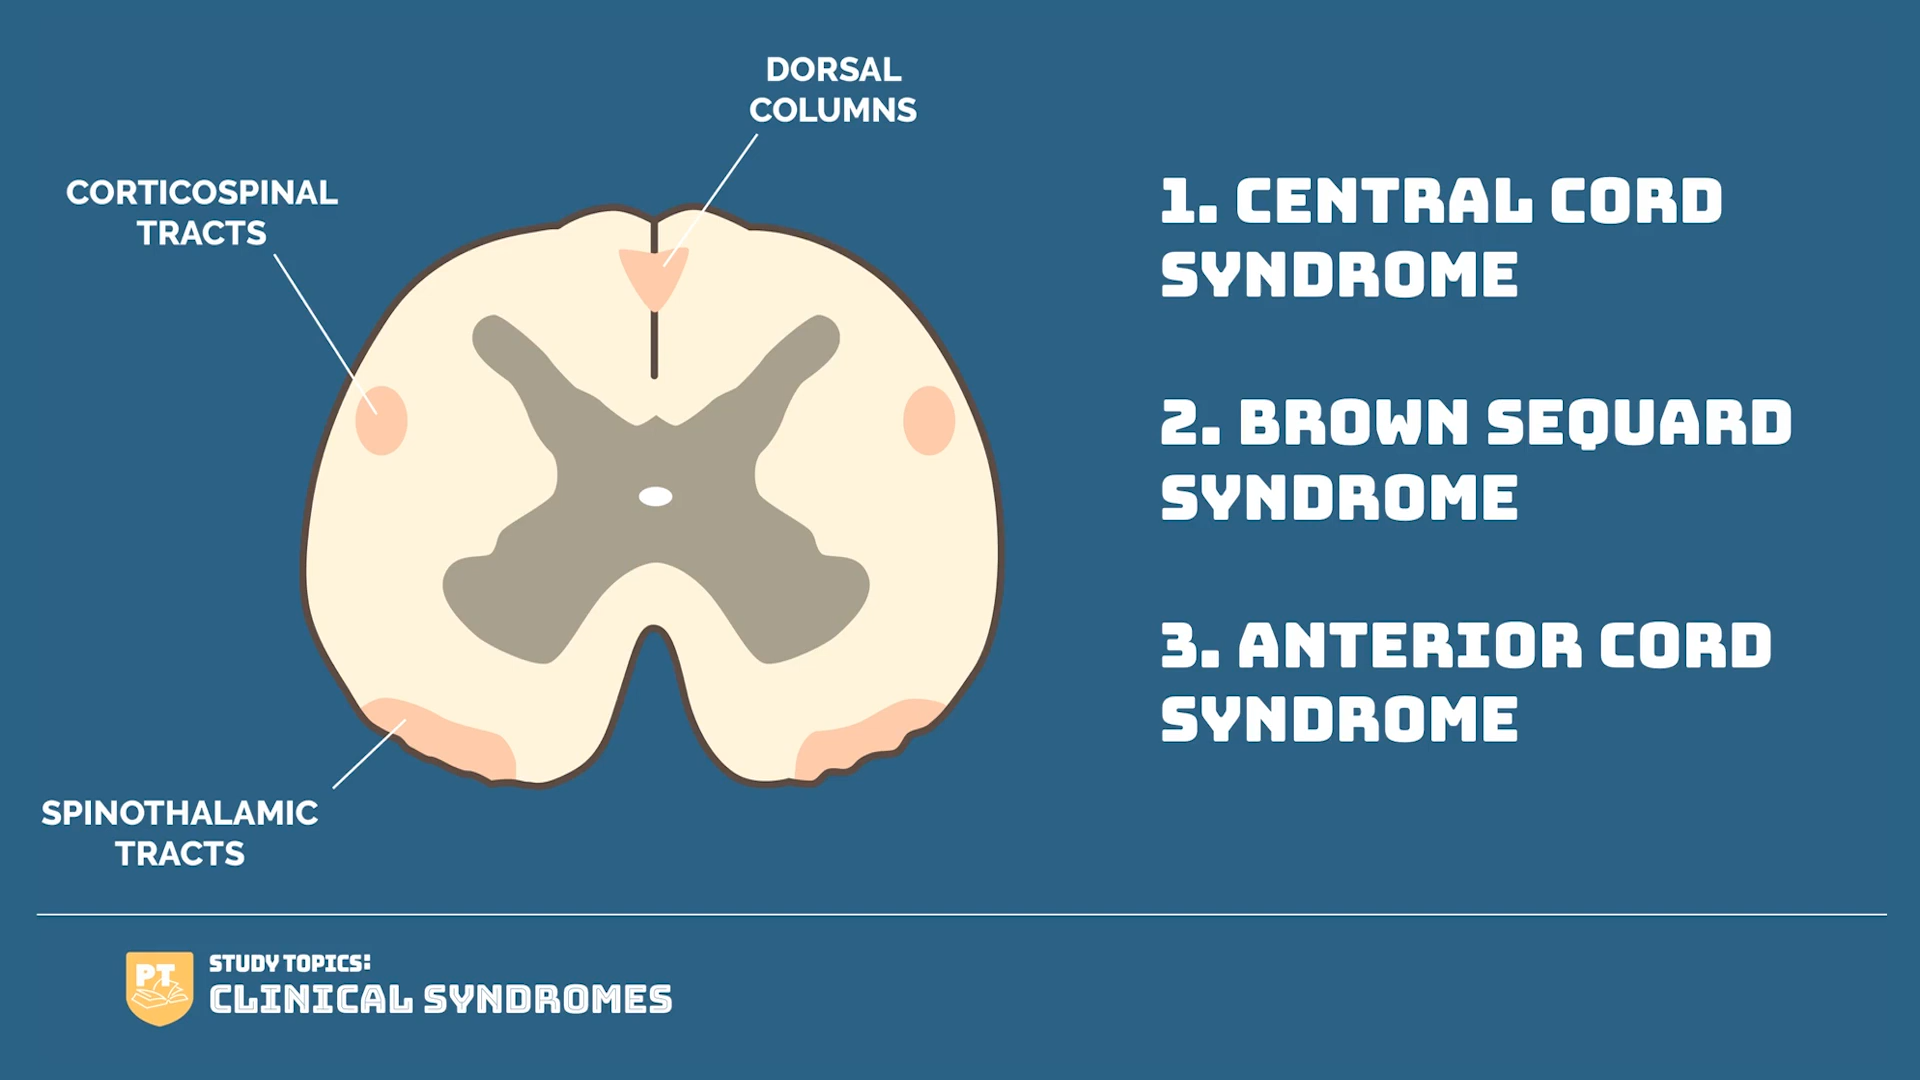 DORSAL
COLUMNS
CORTICOSPINAL
TRACTS
SPINOTHALAMIC
TRACTS
1. CENTRAL CORD
SYNDROME
2. BROWN SEQUARD
SYNDROME
3. ANTERIOR CORD
SYNDROME
PT
STUDY TOPICS:
CLINICAL SYNDROMES